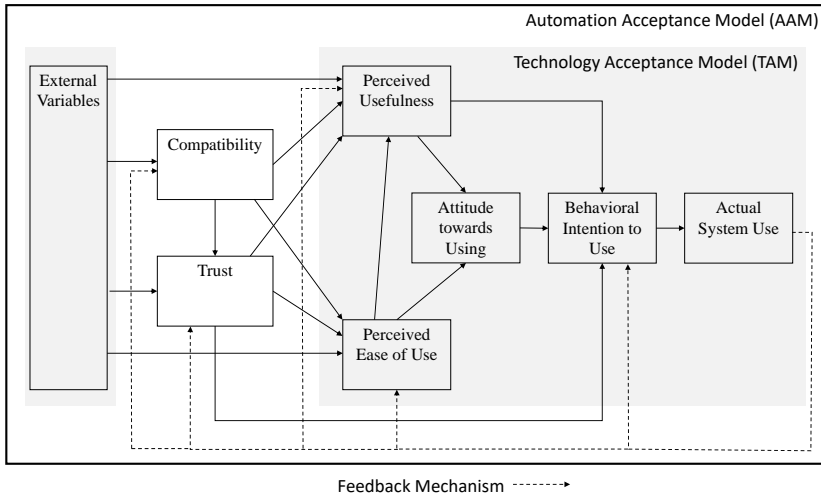 Automation Acceptance Model (AAM)
Technology Acceptance Model (TAM)
External
Variables
Compatibility
Trust
Perceived
Usefulness
Perceived
Ease of Use
Attitude
towards
Using
Behavioral
Intention to
Use
Actual
System Use
Feedback Mechanism